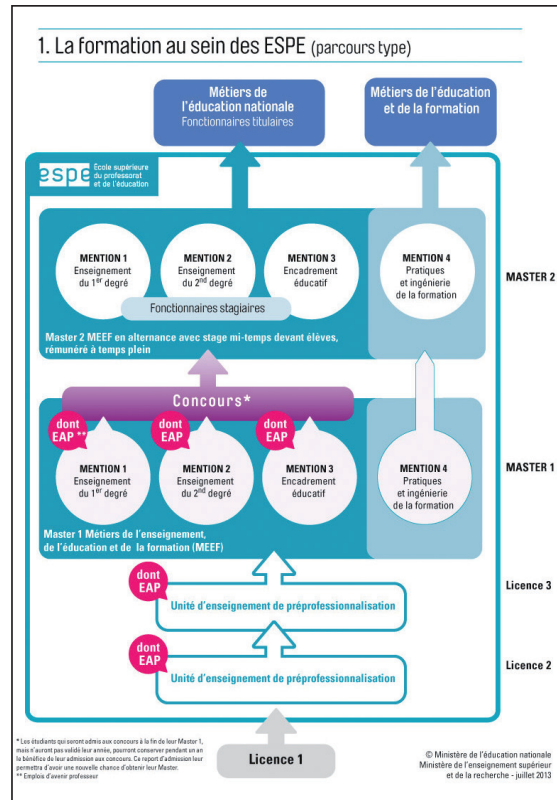 1. La formation au sein des ESPE (parcours type)
Métiers de
l'éducation nationale
Fonctionnaires titulaires
Métiers de l'éducation
et de la formation
espe
École supérieure
du professorat
et de l'éducation
MENTION 1
Enseignement
du 1er degré
MENTION 2
Enseignement
du 2nd degré
MENTION 3
Encadrement
éducatif
MENTION 4
Pratiques
et ingénierie
de la formation
MASTER 2
Fonctionnaires stagiaires
Master 2 MEEF en alternance avec stage mi-temps devant élèves,
rémunéré à temps plein
Concours*
dont
EAP **
dont
EAP
dont
EAP
MENTION 1
Enseignement
du 1er degré
MENTION 2
Enseignement
du 2nd degré
MENTION 3
Encadrement
éducatif
MENTION 4
Pratiques
et ingénierie
de la formation
MASTER 1
Master 1 Métiers de l'enseignement,
de l'éducation et de la formation (MEEF)
dont
EAP
Unité d'enseignement de préprofessionnalisation
Licence 3
dont
EAP
Unité d'enseignement de préprofessionnalisation
Licence 2
Licence 1
* Les étudiants qui seront admis aux concours à la fin de leur Master 1,
mais n'auront pas validé leur année, pourront conserver pendant un an
le bénéfice de leur admission aux concours. Ce report d'admission leur
permettra d'avoir une nouvelle chance d'obtenir leur Master.
** Emplois d'avenir professeur
© Ministère de l'éducation nationale
Ministère de l'enseignement supérieur
et de la recherche - juillet 2013